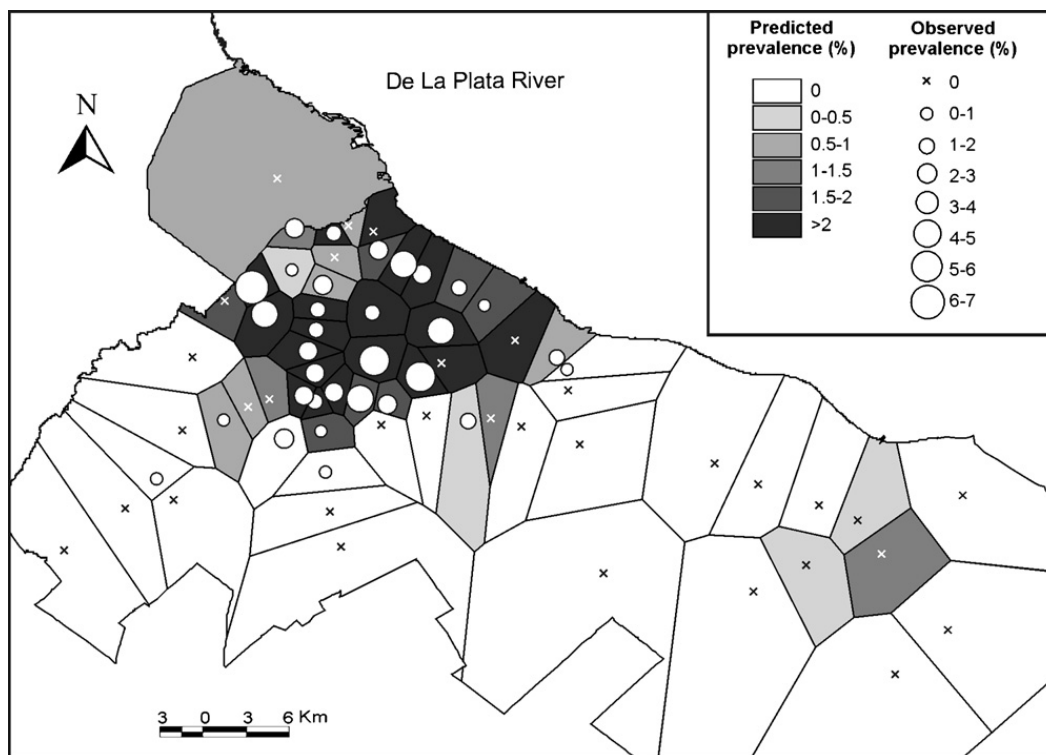 De La Plata River
N
Predicted prevalence (%)
0
0-0.5
0.5-1
1-1.5
1.5-2
>2
Observed prevalence (%)
0
0-1
1-2
2-3
3-4
4-5
5-6
6-7
3 0 3 6 Km